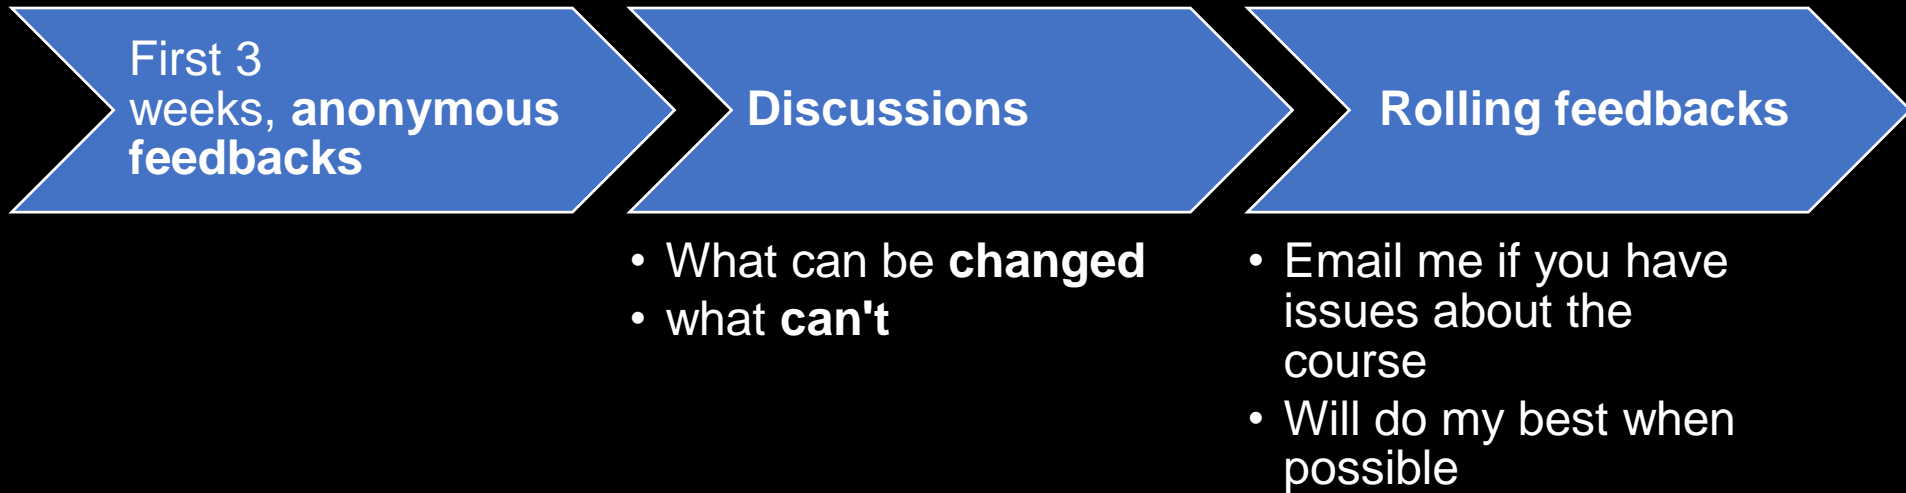 First 3
weeks, anonymous
feedbacks
Discussions
• What can be changed
• what can't
Rolling feedbacks
• Email me if you have
issues about the
course
• Will do my best when
possible